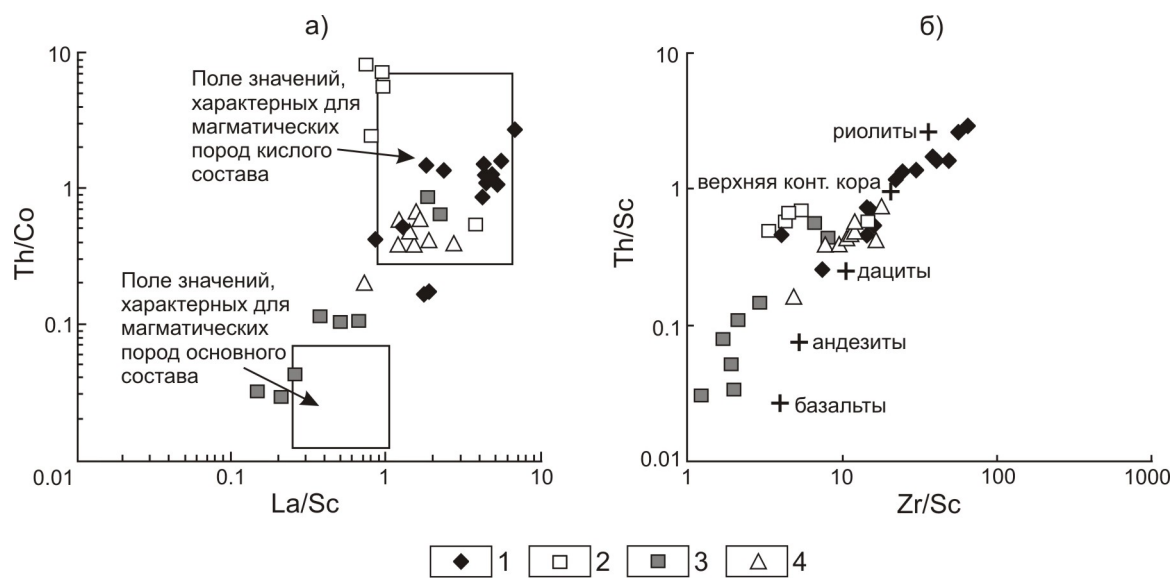 а)
10
Поле значений,
характерных для
магматических
пород кислого
состава
1
Th/Co
Поле значений,
характерных для
магматических
пород основного
состава
0.1
0.01
0.1
1
10
La/Sc
б)
10
риолиты
верхняя конт. кора
1
Th/Sc
дациты
0.1
андезиты
базальты
0.01
1
10
100
1000
Zr/Sc
1
2
3
4